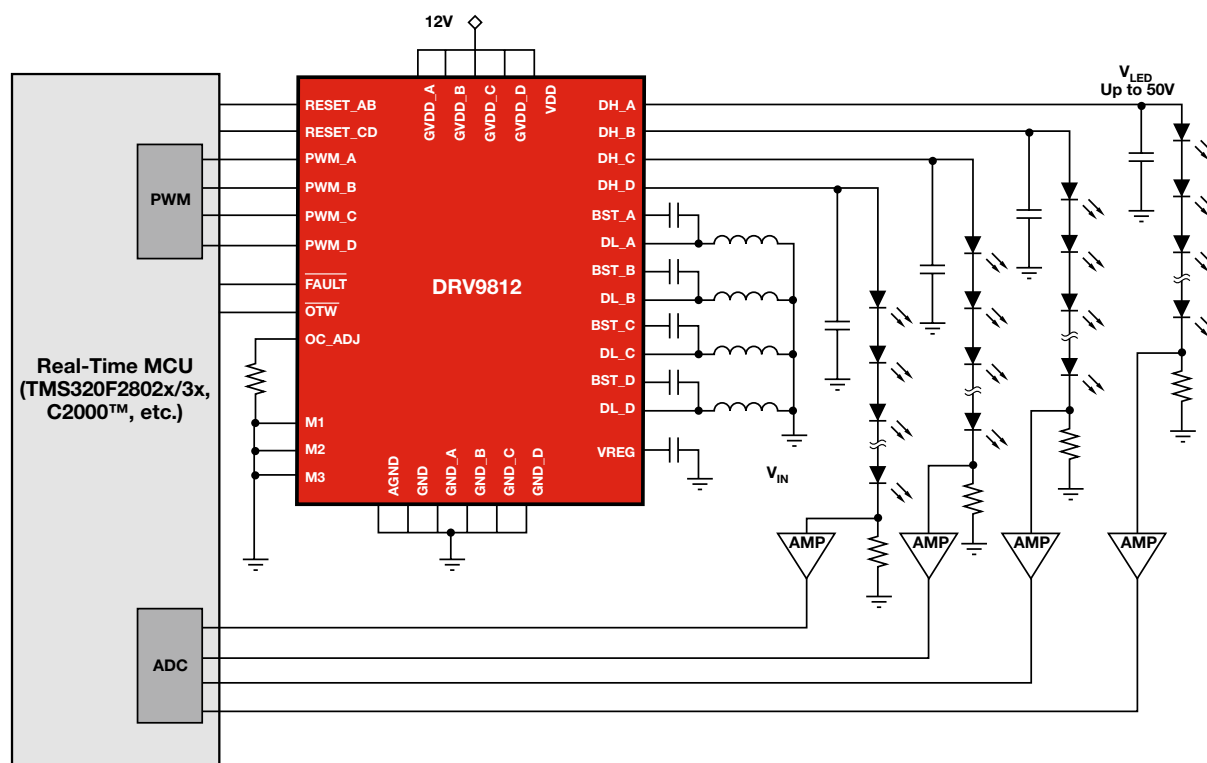 12V
GVDD_A
GVDD_B
GVDD_C
GVDD_D
VDD
RESET_AB
RESET_CD
PWM_A
PWM_B
PWM_C
PWM_D
FAULT
OTW
OC_ADJ
M1
M2
M3
PWM
DRV9812
DH_A
DH_B
DH_C
DH_D
BST_A
DL_A
BST_B
DL_B
BST_C
DL_C
BST_D
DL_D
VREG
AGND
GND
GND_A
GND_B
GND_C
GND_D
VLED
Up to 50V
Real-Time MCU
(TMS320F2802x/3x,
C2000™, etc.)
VIN
AMP
AMP
AMP
AMP
ADC